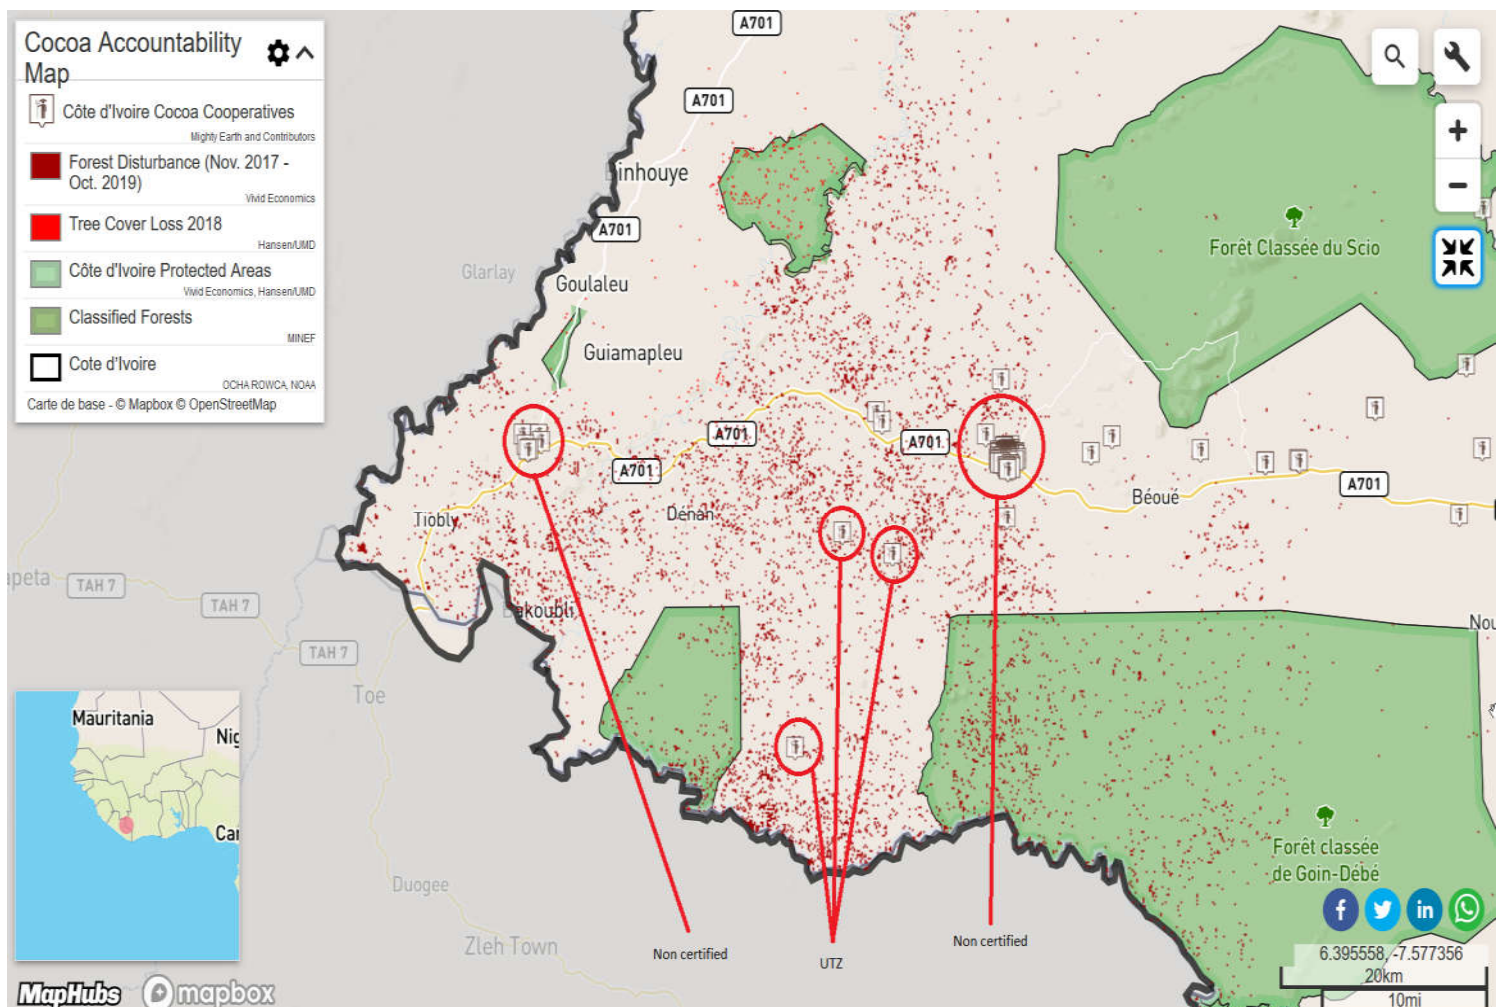 Cocoa Accountability
Map
Côte d'Ivoire Cocoa Cooperatives
Mighty Earth and Contributors
Forest Disturbance (Nov. 2017 -
Oct. 2019)
Vivid Economics
Tree Cover Loss 2018
Hansen/UMD
Côte d'Ivoire Protected Areas
Vivid Economics, Hansen/UMD
Classified Forests
MINEF
Cote d'Ivoire
OCHA ROWCA, NOAA
Carte de base - © Mapbox © OpenStreetMap
A701
A701
Binhouye
A701
Glarlay
Goulaleu
Forêt Classée du Scio
Guiamapleu
A701
A701
A701
A701
Béoué
Tiobly
Dénan
TAH 7
TAH 7
TAH 7
Bakoubli
Toe
Mauritania
Forêt classée
de Goin-Débé
Duogee
Zleh Town
Non certified
UTZ
Non certified
f
in
6.395558, -7.577356
20km
10mi
MapHubs
mapbox